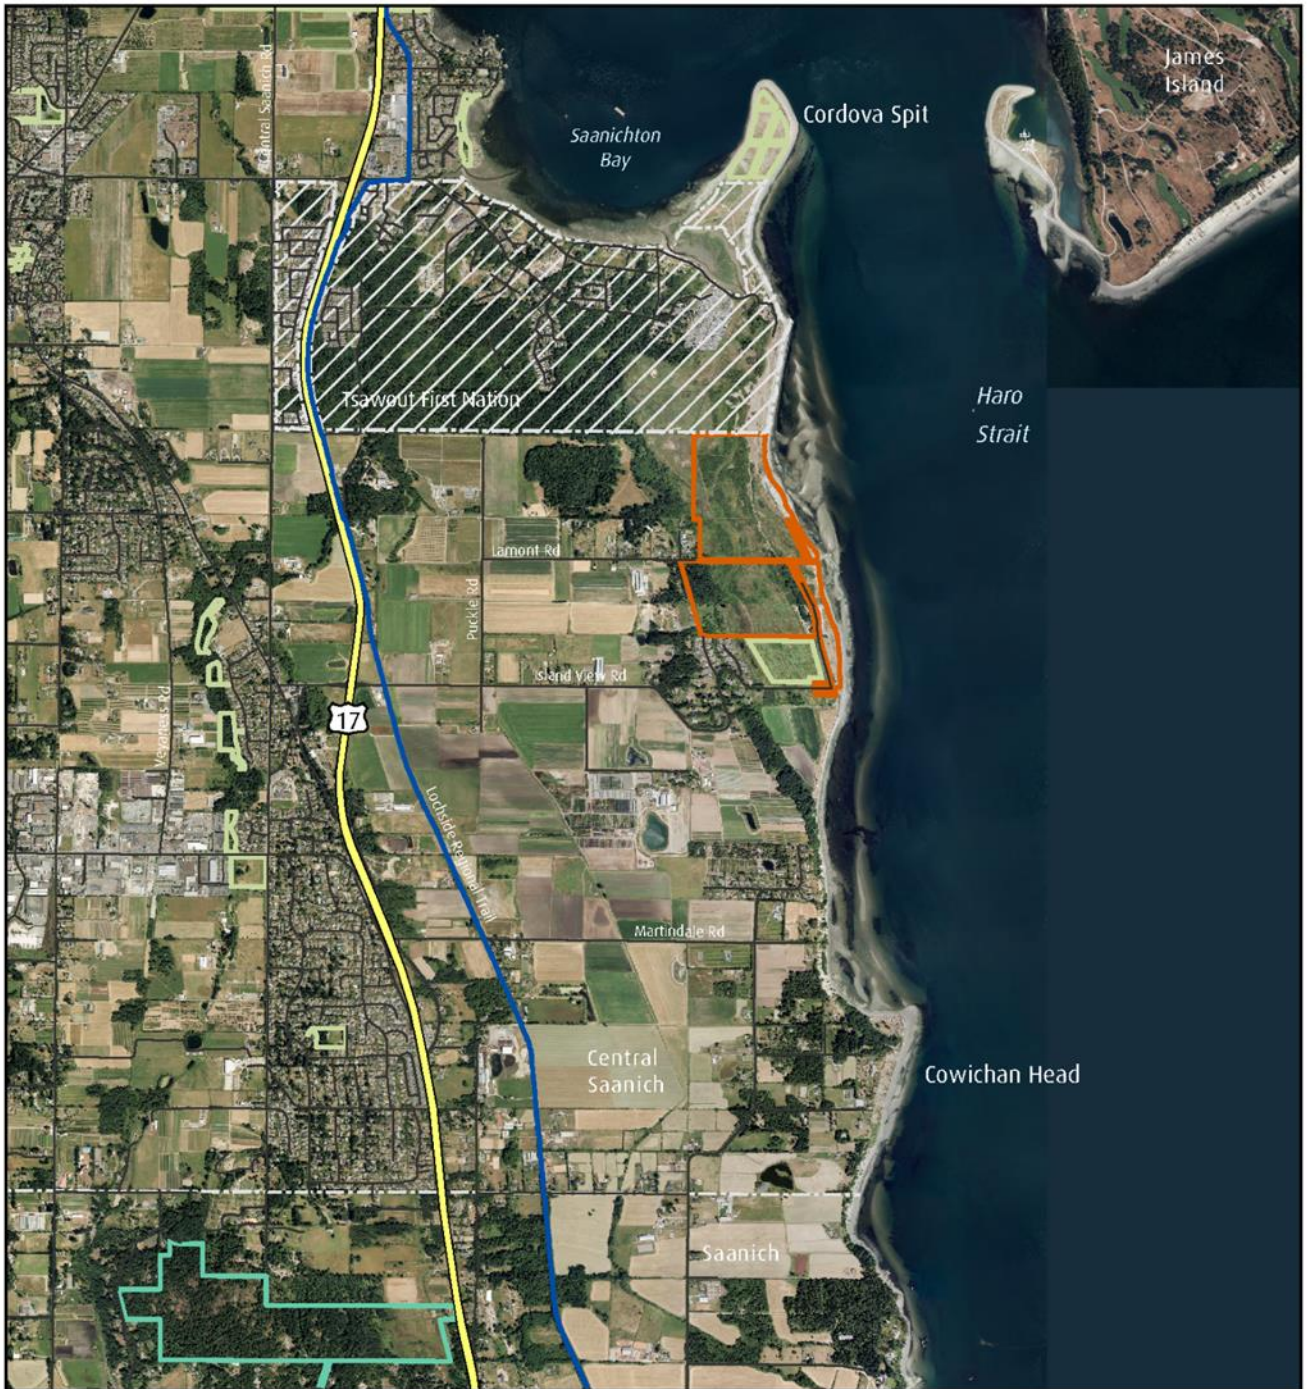 James
Island
Cordova Spit
Central Saanich Rd
Saanichton
Bay
Haro
Strait
Tsawout First Nation
Lamont Rd
Puckle Rd
Island View Rd
Veyaness Rd
17
Lochside Regional Trail
Martindale Rd
Central
Saanich
Cowichan Head
Saanich